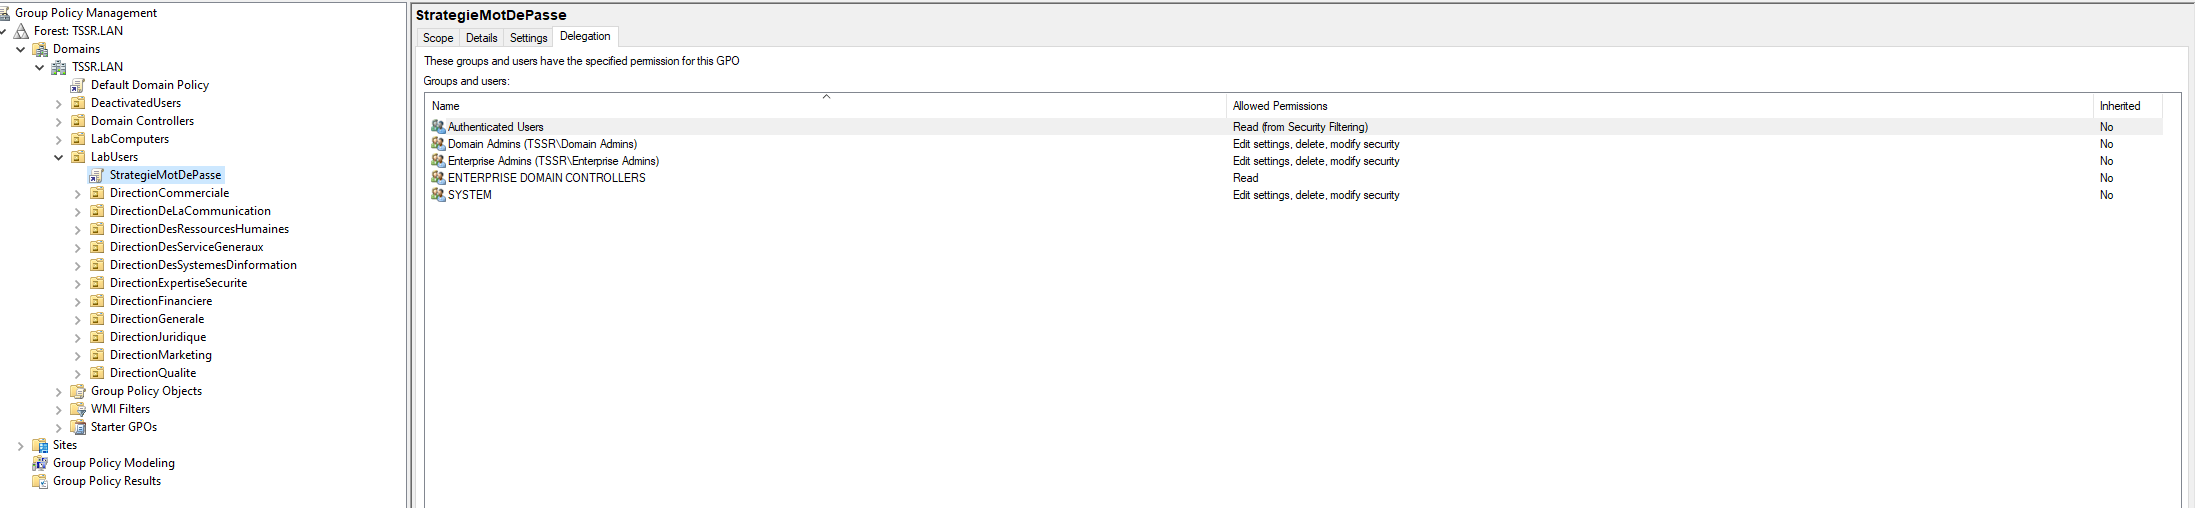 Group Policy Management
Forest: TSSR.LAN
Domains
TSSR.LAN
Default Domain Policy
DeactivatedUsers
Domain Controllers
LabComputers
LabUsers
StrategieMotDePasse
DirectionCommerciale
DirectionDeLaCommunication
DirectionDesRessourcesHumaines
DirectionDesServiceGeneraux
DirectionDesSystemesDinformation
DirectionExpertiseSecurite
DirectionFinanciere
DirectionGenerale
DirectionJuridique
DirectionMarketing
DirectionQualite
Group Policy Objects
WMI Filters
Starter GPOs
Sites
Group Policy Modeling
Group Policy Results
StrategieMotDePasse
Scope Details Settings Delegation
These groups and users have the specified permission for this GPO
Groups and users:
Name Allowed Permissions Inherited
Authenticated Users Read (from Security Filtering) No
Domain Admins (TSSR\Domain Admins) Edit settings, delete, modify security No
Enterprise Admins (TSSR\Enterprise Admins) Edit settings, delete, modify security No
ENTERPRISE DOMAIN CONTROLLERS Read No
SYSTEM Edit settings, delete, modify security No